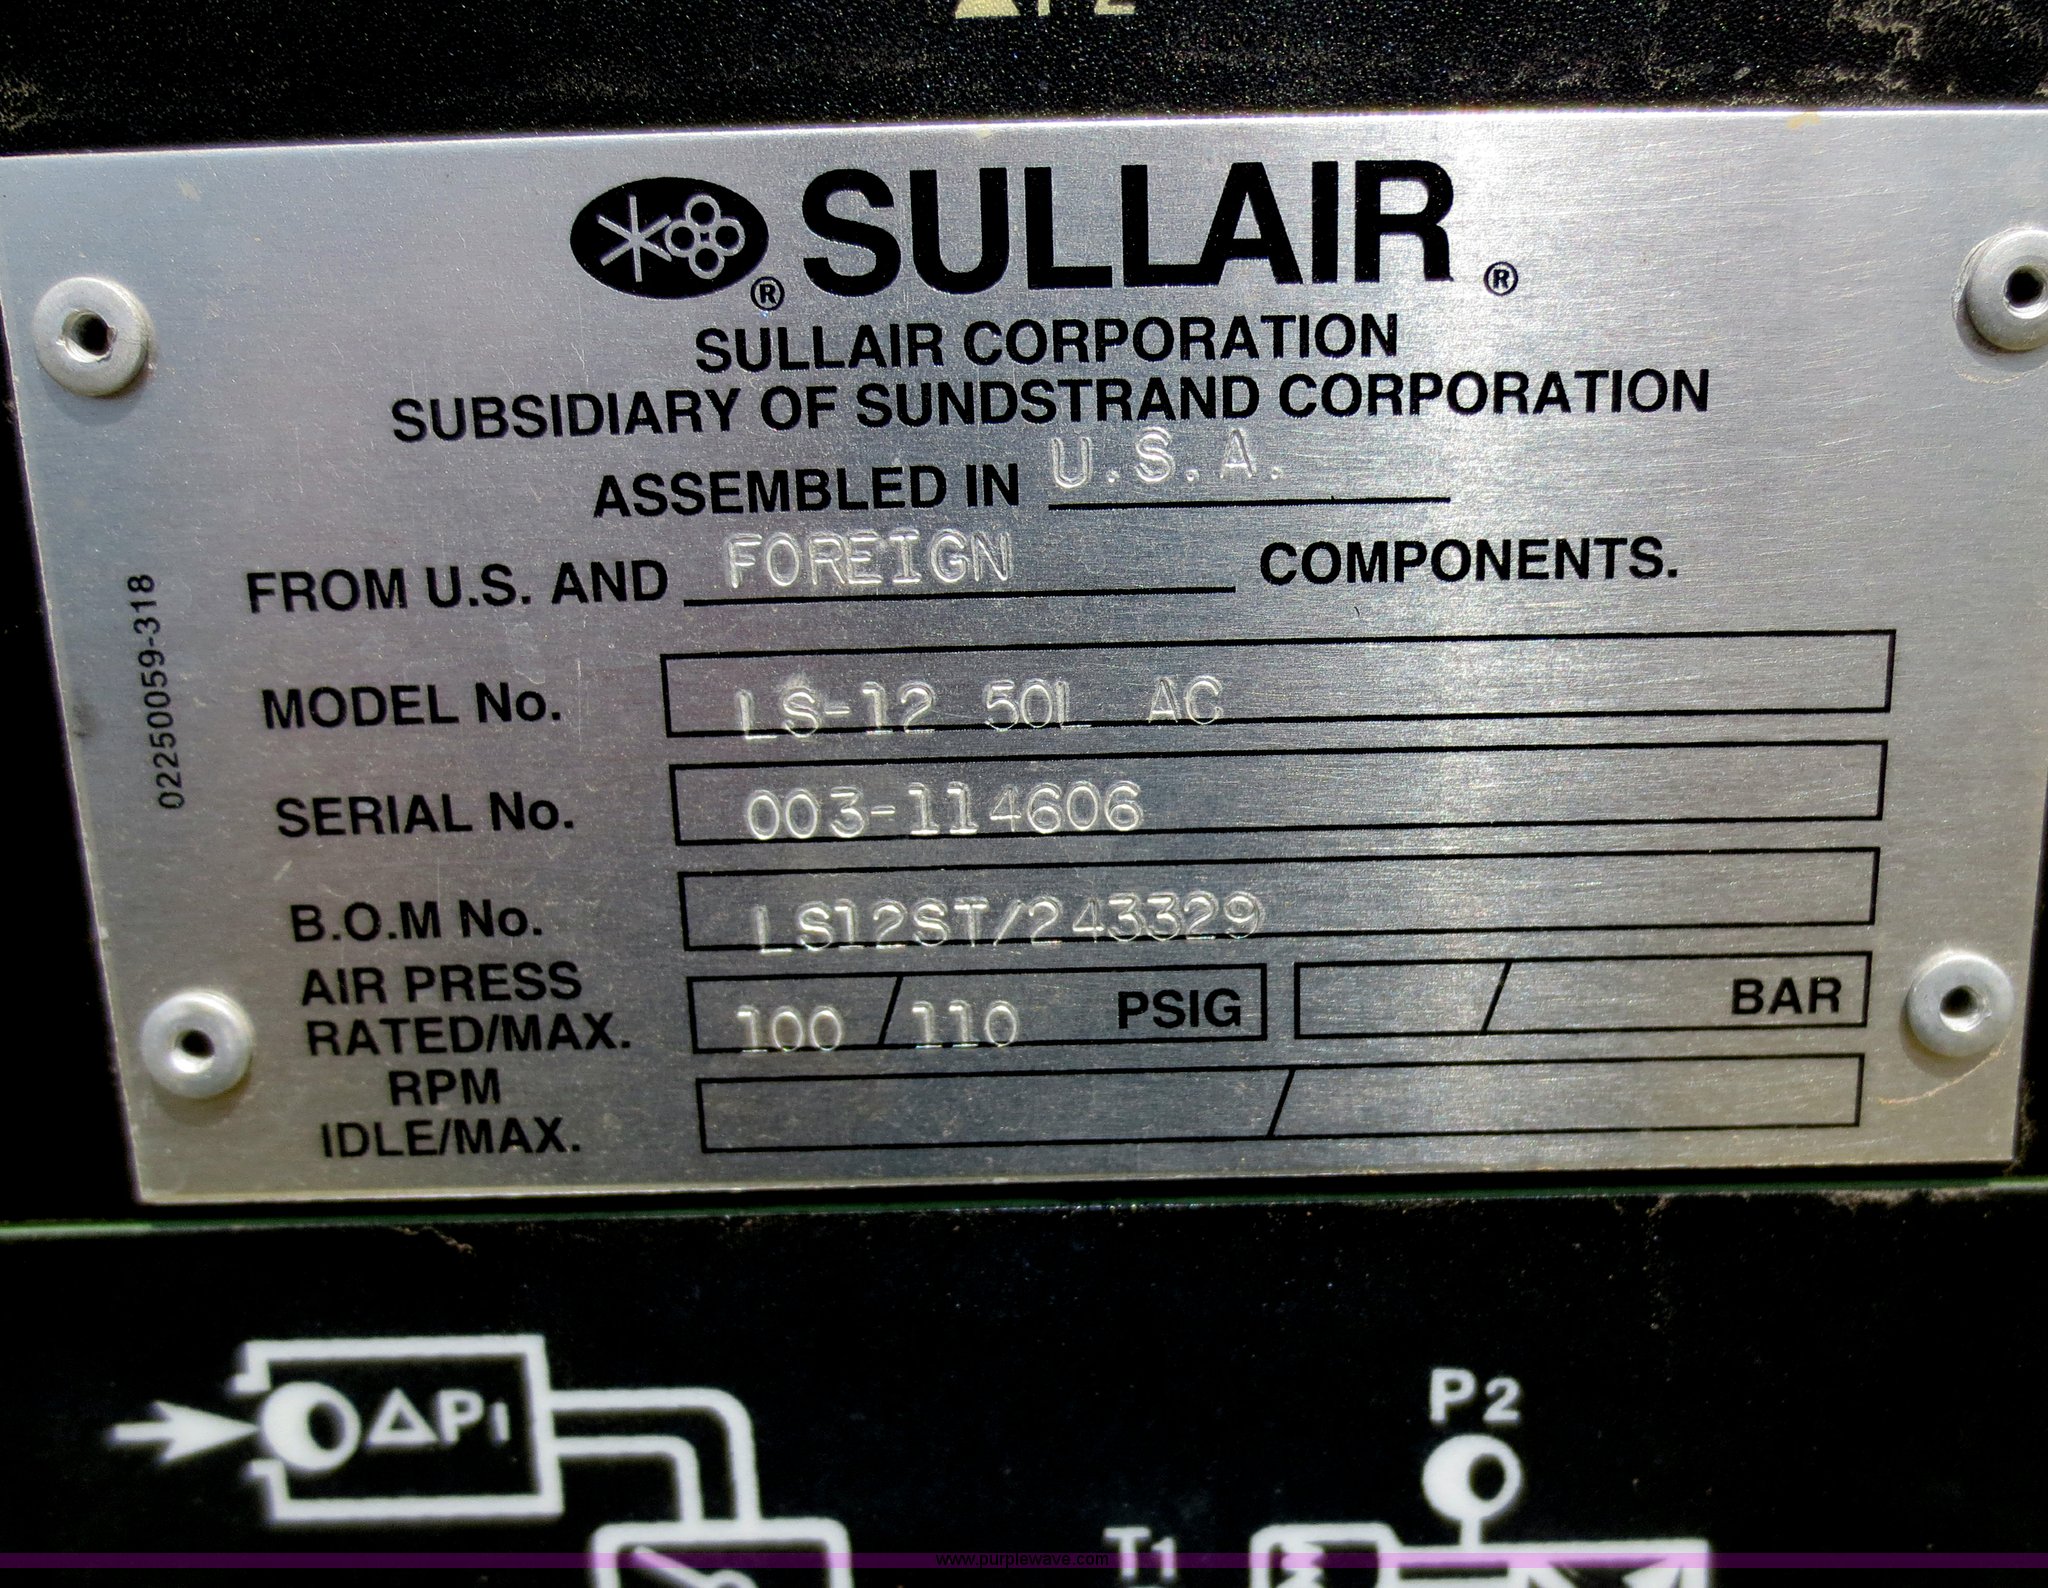 SULLAIR ®
®
SULLAIR CORPORATION
SUBSIDIARY OF SUNDSTRAND CORPORATION
ASSEMBLED IN U.S.A.
FROM U.S. AND FOREIGN COMPONENTS.
02250059-318
MODEL No. LS-12 50L AC
SERIAL No. 003-114606
B.O.M No. LS12ST/243329
AIR PRESS
RATED/MAX. 100 / 110 PSIG / BAR
RPM
IDLE/MAX. /
ΔP1
P2
T1
www.purplewave.com